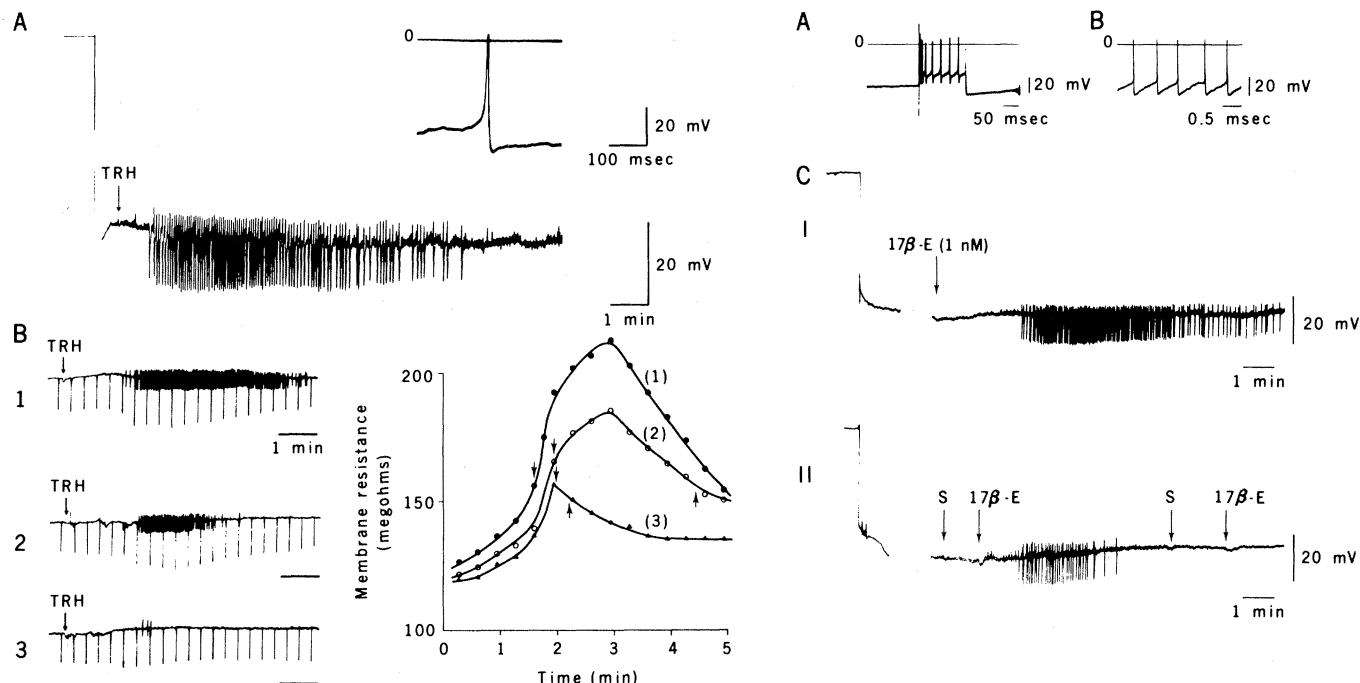 A
0
20 mV
100 msec
TRH
20 mV
1 min
B
TRH
1
1 min
TRH
2
TRH
3
Membrane resistance
(megohms)
200
150
100
(1)
(2)
(3)
0
1
2
3
4
5
Time (min)
A
0
20 mV
50 msec
B
0
20 mV
0.5 msec
C
I
17β-E (1 nM)
20 mV
1 min
II
S
17β-E
S
17β-E
20 mV
1 min